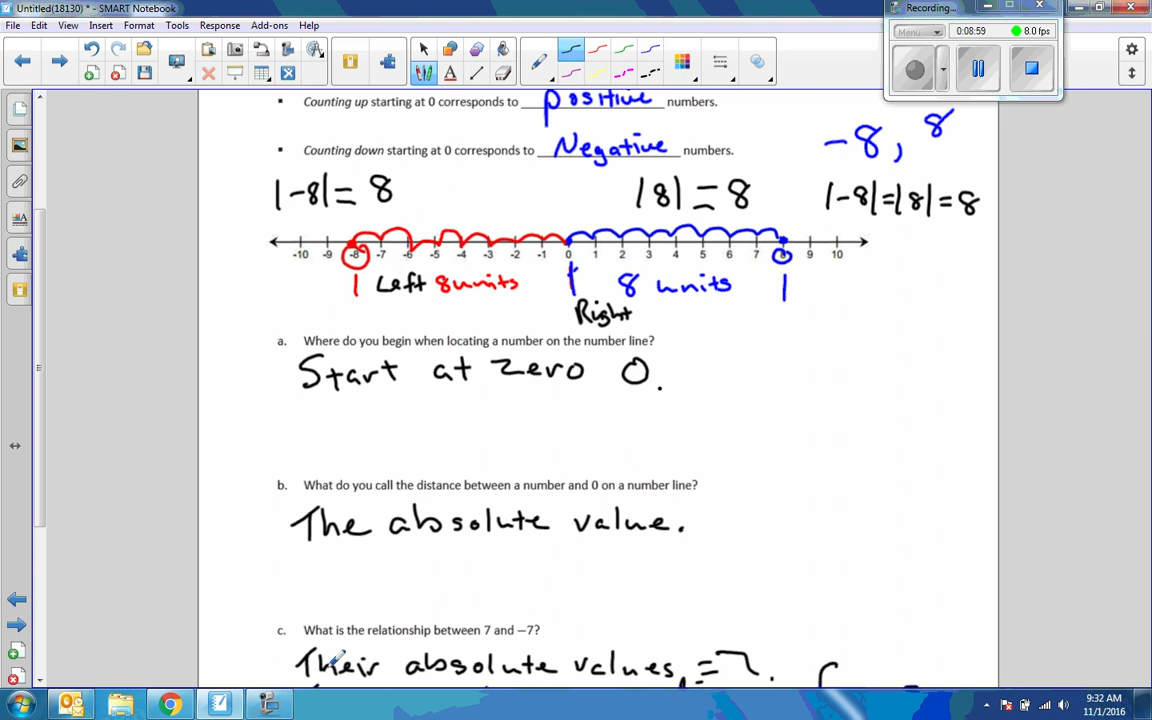 Untitled(18130) * - SMART Notebook
Recording...
File Edit View Insert Format Tools Response Add-ons Help
Menu 0:08:59 8.0 fps
▪ Counting up starting at 0 corresponds to positive numbers.
-8, 8
▪ Counting down starting at 0 corresponds to Negative numbers.
|-8| = 8 |8| = 8 |-8|=|8|=8
-10 -9 -8 -7 -6 -5 -4 -3 -2 -1 0 1 2 3 4 5 6 7 8 9 10
Left 8units 8 units
Right
a. Where do you begin when locating a number on the number line?
Start at zero 0.
b. What do you call the distance between a number and 0 on a number line?
The absolute value.
c. What is the relationship between 7 and −7?
Their absolute values = 7.
9:32 AM
11/1/2016